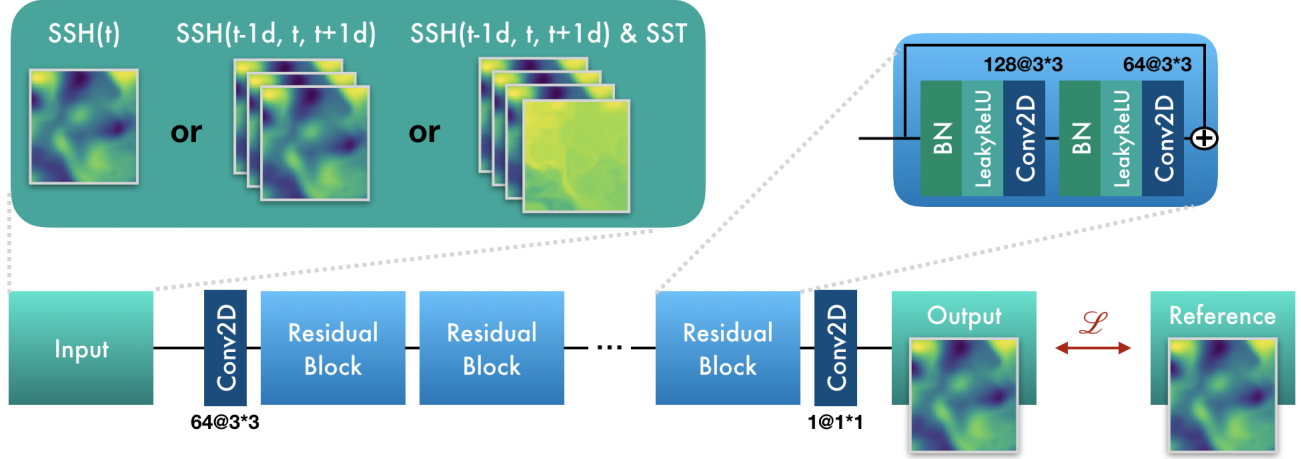 SSH(t)
SSH(t-1d, t, t+1d)
SSH(t-1d, t, t+1d) & SST
or
or
128@3*3
64@3*3
BN
LeakyReLU
Conv2D
BN
LeakyReLU
Conv2D
+
Input
Conv2D
64@3*3
Residual
Block
Residual
Block
...
Residual
Block
Conv2D
1@1*1
Output
ℒ
Reference